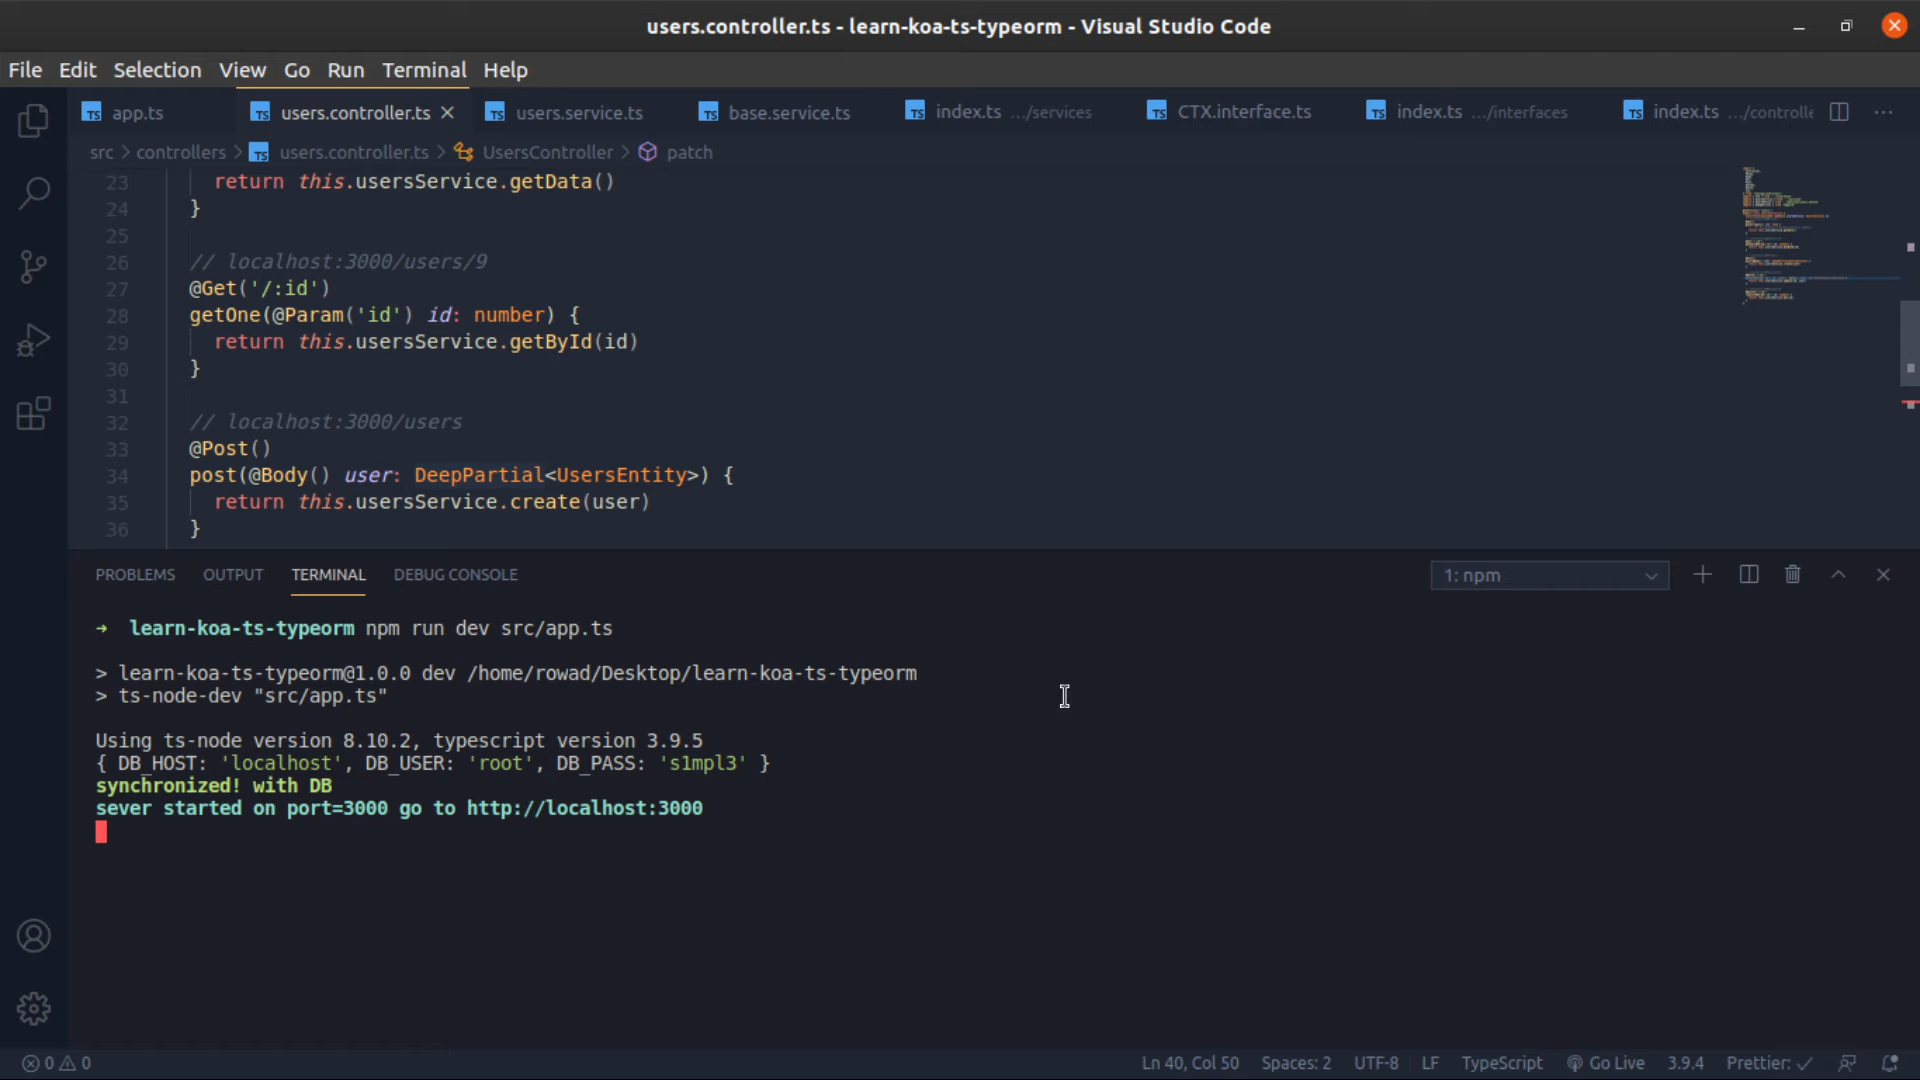 users.controller.ts - learn-koa-ts-typeorm - Visual Studio Code
File Edit Selection View Go Run Terminal Help
TS app.ts TS users.controller.ts TS users.service.ts TS base.service.ts TS index.ts .../services TS CTX.interface.ts TS index.ts .../interfaces TS index.ts .../controlle
src > controllers > TS users.controller.ts > UsersController > patch
23 return this.usersService.getData()
24 }
25
26 // localhost:3000/users/9
27 @Get('/:id')
28 getOne(@Param('id') id: number) {
29 return this.usersService.getById(id)
30 }
31
32 // localhost:3000/users
33 @Post()
34 post(@Body() user: DeepPartial<UsersEntity>) {
35 return this.usersService.create(user)
36 }
PROBLEMS OUTPUT TERMINAL DEBUG CONSOLE 1: npm
→ learn-koa-ts-typeorm npm run dev src/app.ts
> learn-koa-ts-typeorm@1.0.0 dev /home/rowad/Desktop/learn-koa-ts-typeorm
> ts-node-dev "src/app.ts"
Using ts-node version 8.10.2, typescript version 3.9.5
{ DB_HOST: 'localhost', DB_USER: 'root', DB_PASS: 's1mpl3' }
synchronized! with DB
sever started on port=3000 go to http://localhost:3000
0 0 Ln 40, Col 50 Spaces: 2 UTF-8 LF TypeScript Go Live 3.9.4 Prettier: ✓